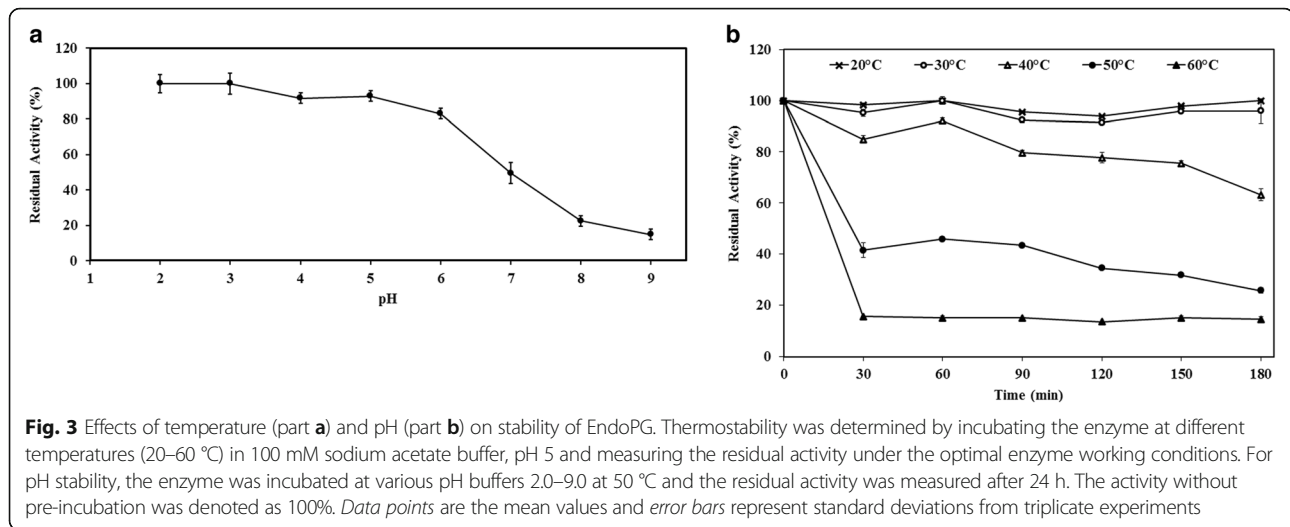 a
120
100
80
60
40
20
0
Residual Activity (%)
1 2 3 4 5 6 7 8 9
pH
b
120
100
80
60
40
20
0
Residual Activity (%)
20°C 30°C 40°C 50°C 60°C
0 30 60 90 120 150 180
Time (min)
Fig. 3 Effects of temperature (part a) and pH (part b) on stability of EndoPG. Thermostability was determined by incubating the enzyme at different
temperatures (20–60 °C) in 100 mM sodium acetate buffer, pH 5 and measuring the residual activity under the optimal enzyme working conditions. For
pH stability, the enzyme was incubated at various pH buffers 2.0–9.0 at 50 °C and the residual activity was measured after 24 h. The activity without
pre-incubation was denoted as 100%. Data points are the mean values and error bars represent standard deviations from triplicate experiments